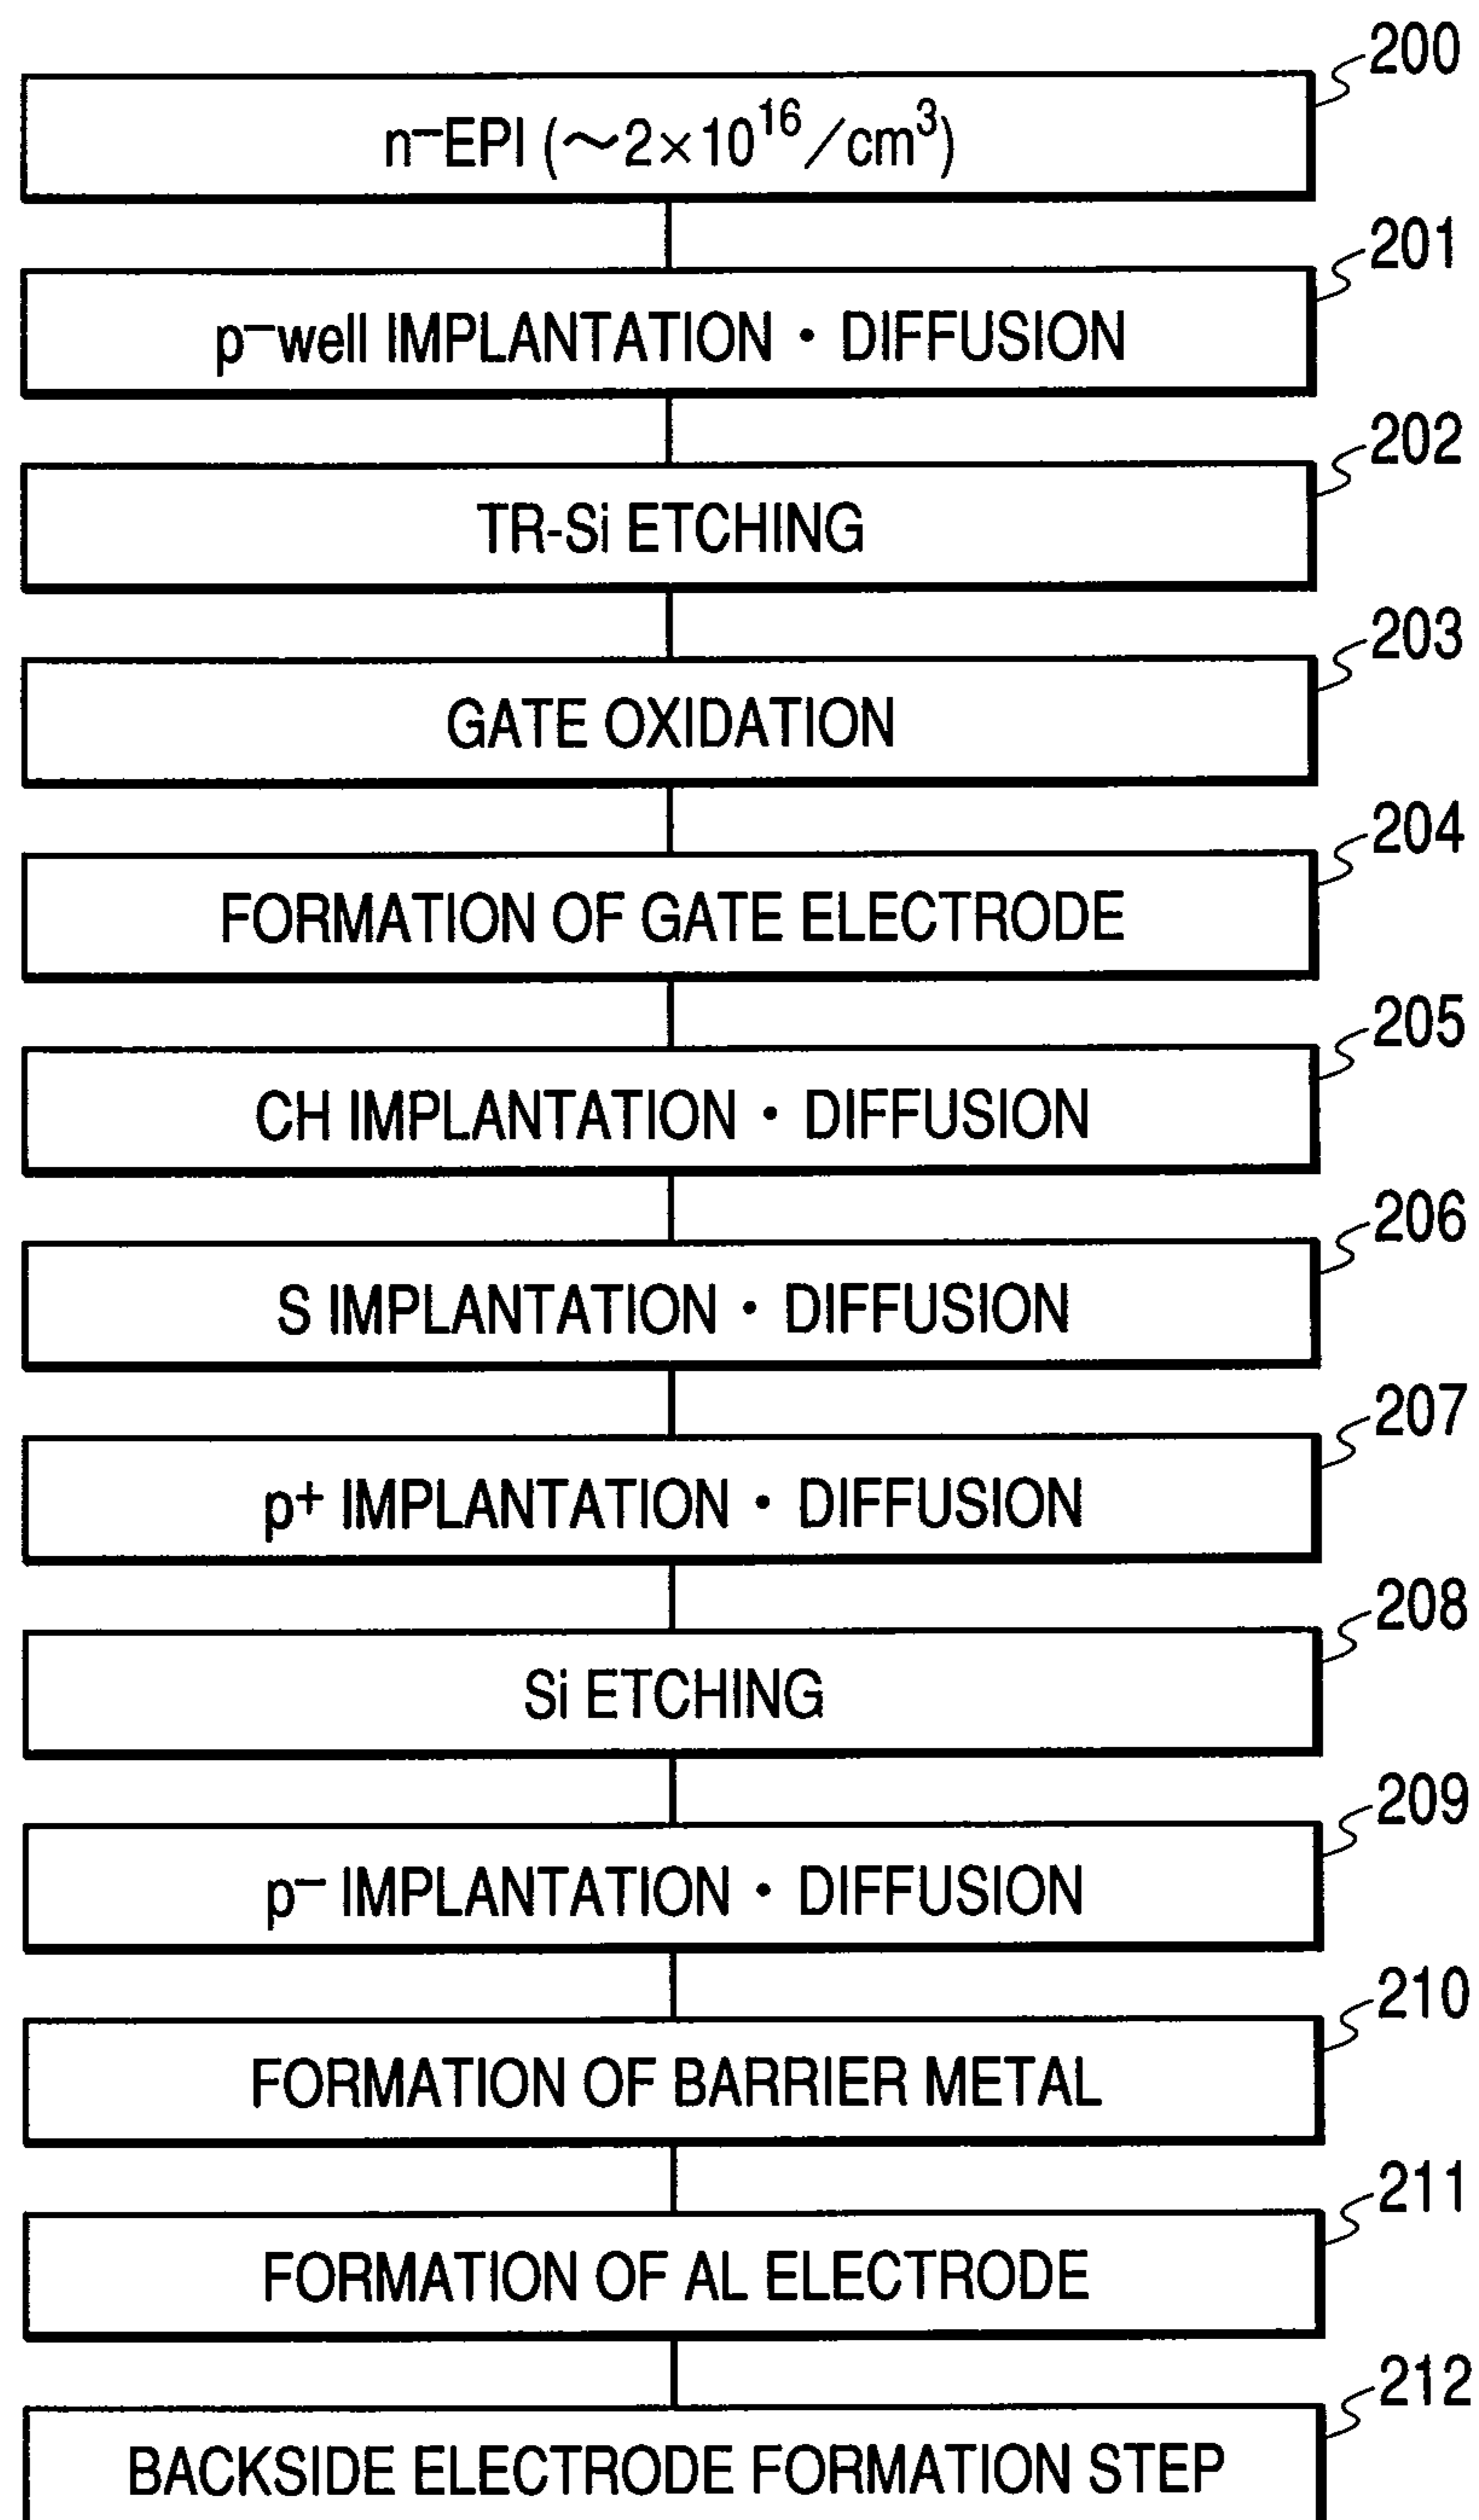 200
n⁻EPI (～2×10¹⁶/cm³)
201
p⁻well IMPLANTATION・DIFFUSION
202
TR-Si ETCHING
203
GATE OXIDATION
204
FORMATION OF GATE ELECTRODE
205
CH IMPLANTATION・DIFFUSION
206
S IMPLANTATION・DIFFUSION
207
p⁺ IMPLANTATION・DIFFUSION
208
Si ETCHING
209
p⁻ IMPLANTATION・DIFFUSION
210
FORMATION OF BARRIER METAL
211
FORMATION OF AL ELECTRODE
212
BACKSIDE ELECTRODE FORMATION STEP